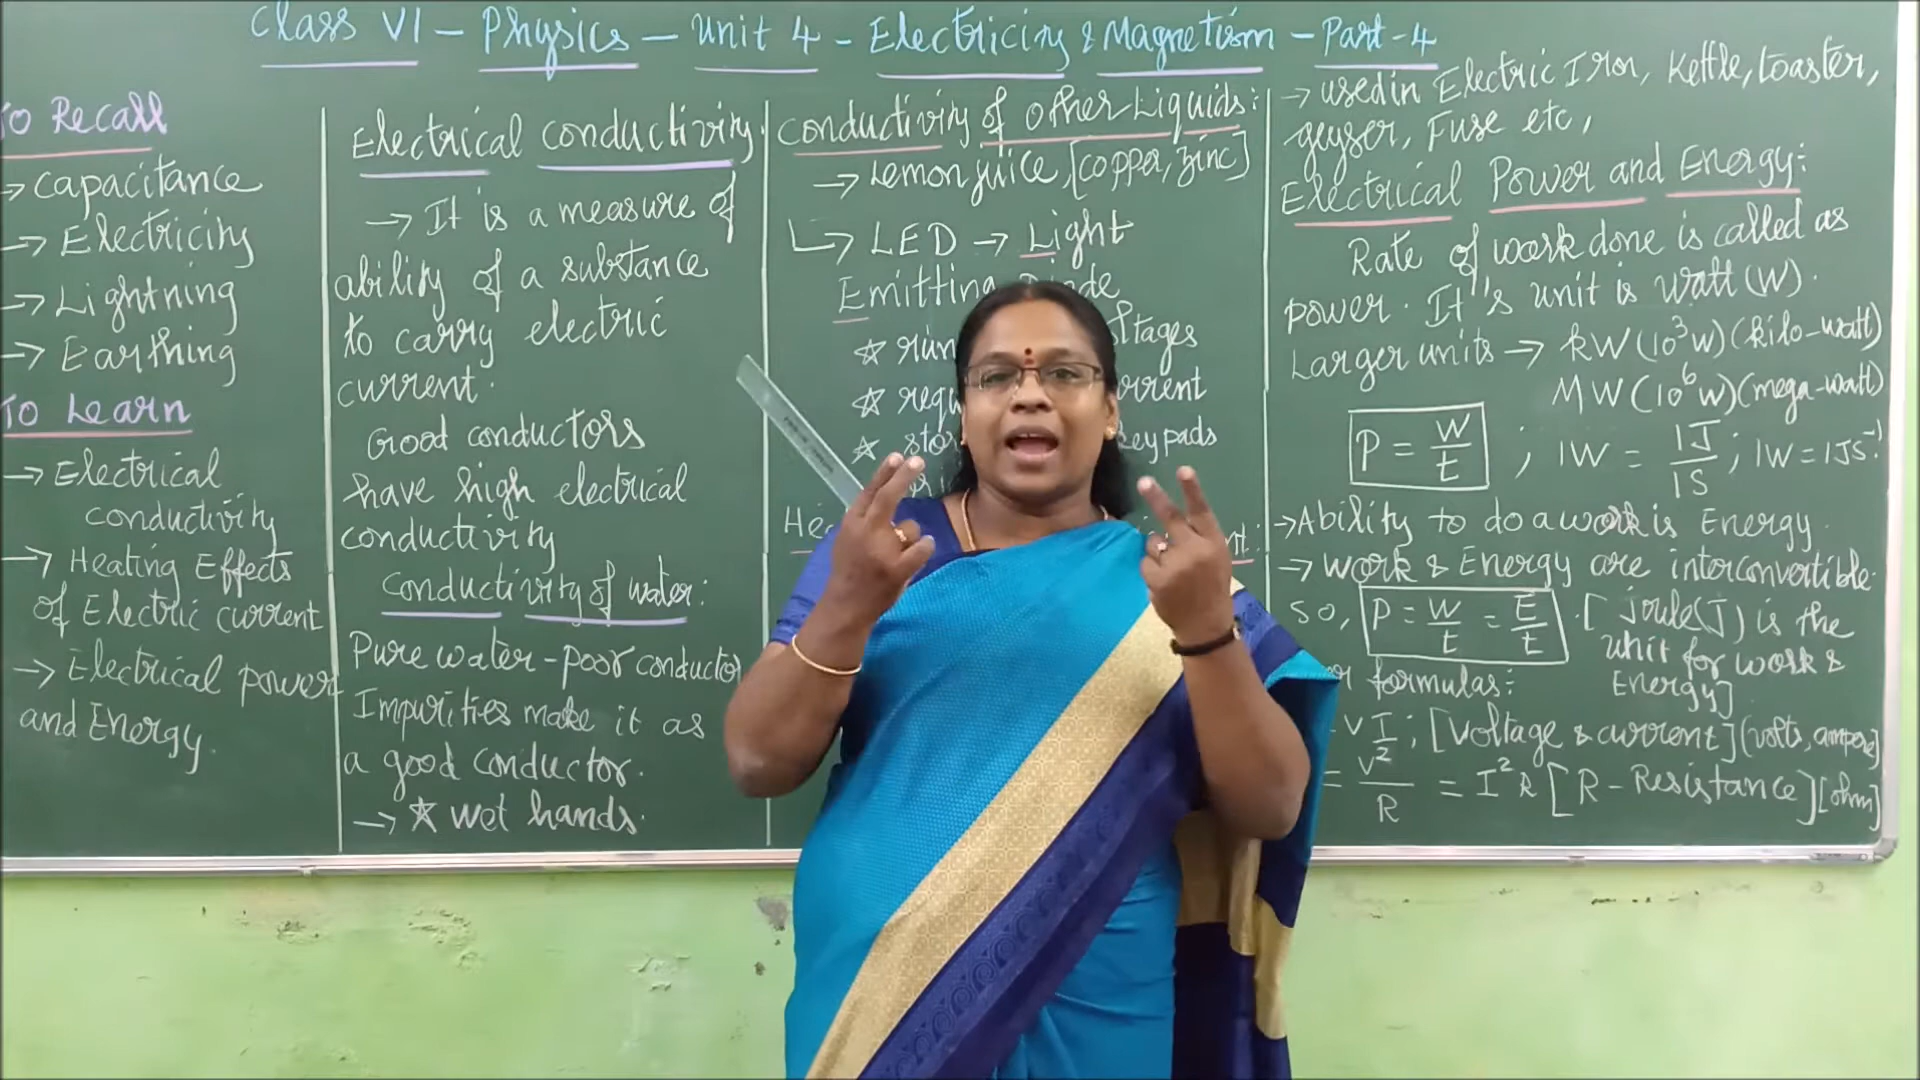 Class VI – Physics – Unit 4 – Electricity & Magnetism – Part-4
To Recall
→ Capacitance
→ Electricity
→ Lightning
→ Earthing
To Learn
→ Electrical
conductivity
→ Heating Effects
of Electric current
→ Electrical power
and Energy.
Electrical conductivity.
→ It is a measure of
ability of a substance
to carry electric
current.
Good conductors
have high electrical
conductivity
Conductivity of water:
Pure water - poor conductor
Impurities make it as
a good conductor.
→ ☆ wet hands.
Conductivity of other Liquids:
→ Lemon juice, [copper, zinc]
↳ LED → Light
Emitting
☆
☆
☆ keypads
→ used in Electric Iron, Kettle, toaster,
geyser, Fuse etc,
Electrical Power and Energy:
Rate of work done is called as
power. It's unit is watt (W).
Larger units → kW (10³W) (kilo-watt)
MW (10⁶W) (mega-watt)
P = W/t ; 1W = 1J/1S ; 1W = 1JS⁻¹
→ Ability to do a work is Energy.
→ work & Energy are interconvertible.
So, P = W/t = E/t . [joule(J) is the
unit for work &
Energy]
formulas:
VI ; [Voltage & current] (volts, ampere)
= V²/R = I²R [R - Resistance] [ohm]